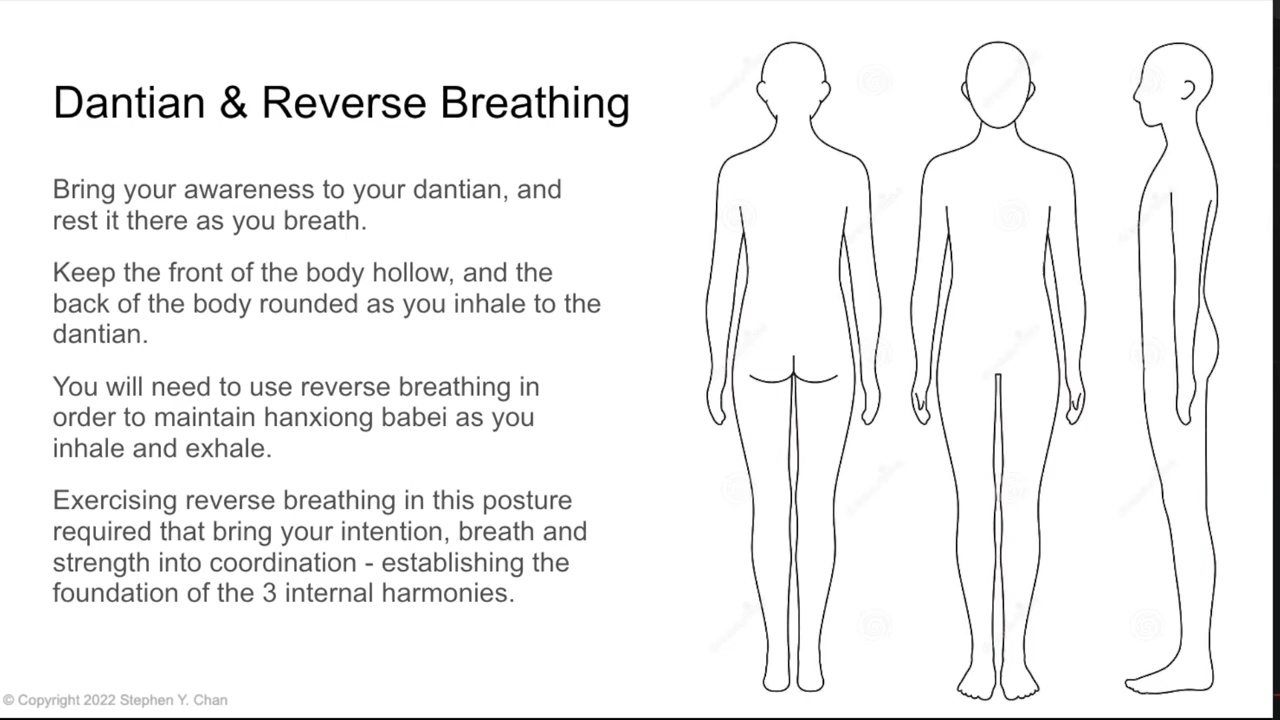 Dantian & Reverse Breathing
Bring your awareness to your dantian, and
rest it there as you breath.
Keep the front of the body hollow, and the
back of the body rounded as you inhale to the
dantian.
You will need to use reverse breathing in
order to maintain hanxiong babei as you
inhale and exhale.
Exercising reverse breathing in this posture
required that bring your intention, breath and
strength into coordination - establishing the
foundation of the 3 internal harmonies.
© Copyright 2022 Stephen Y. Chan